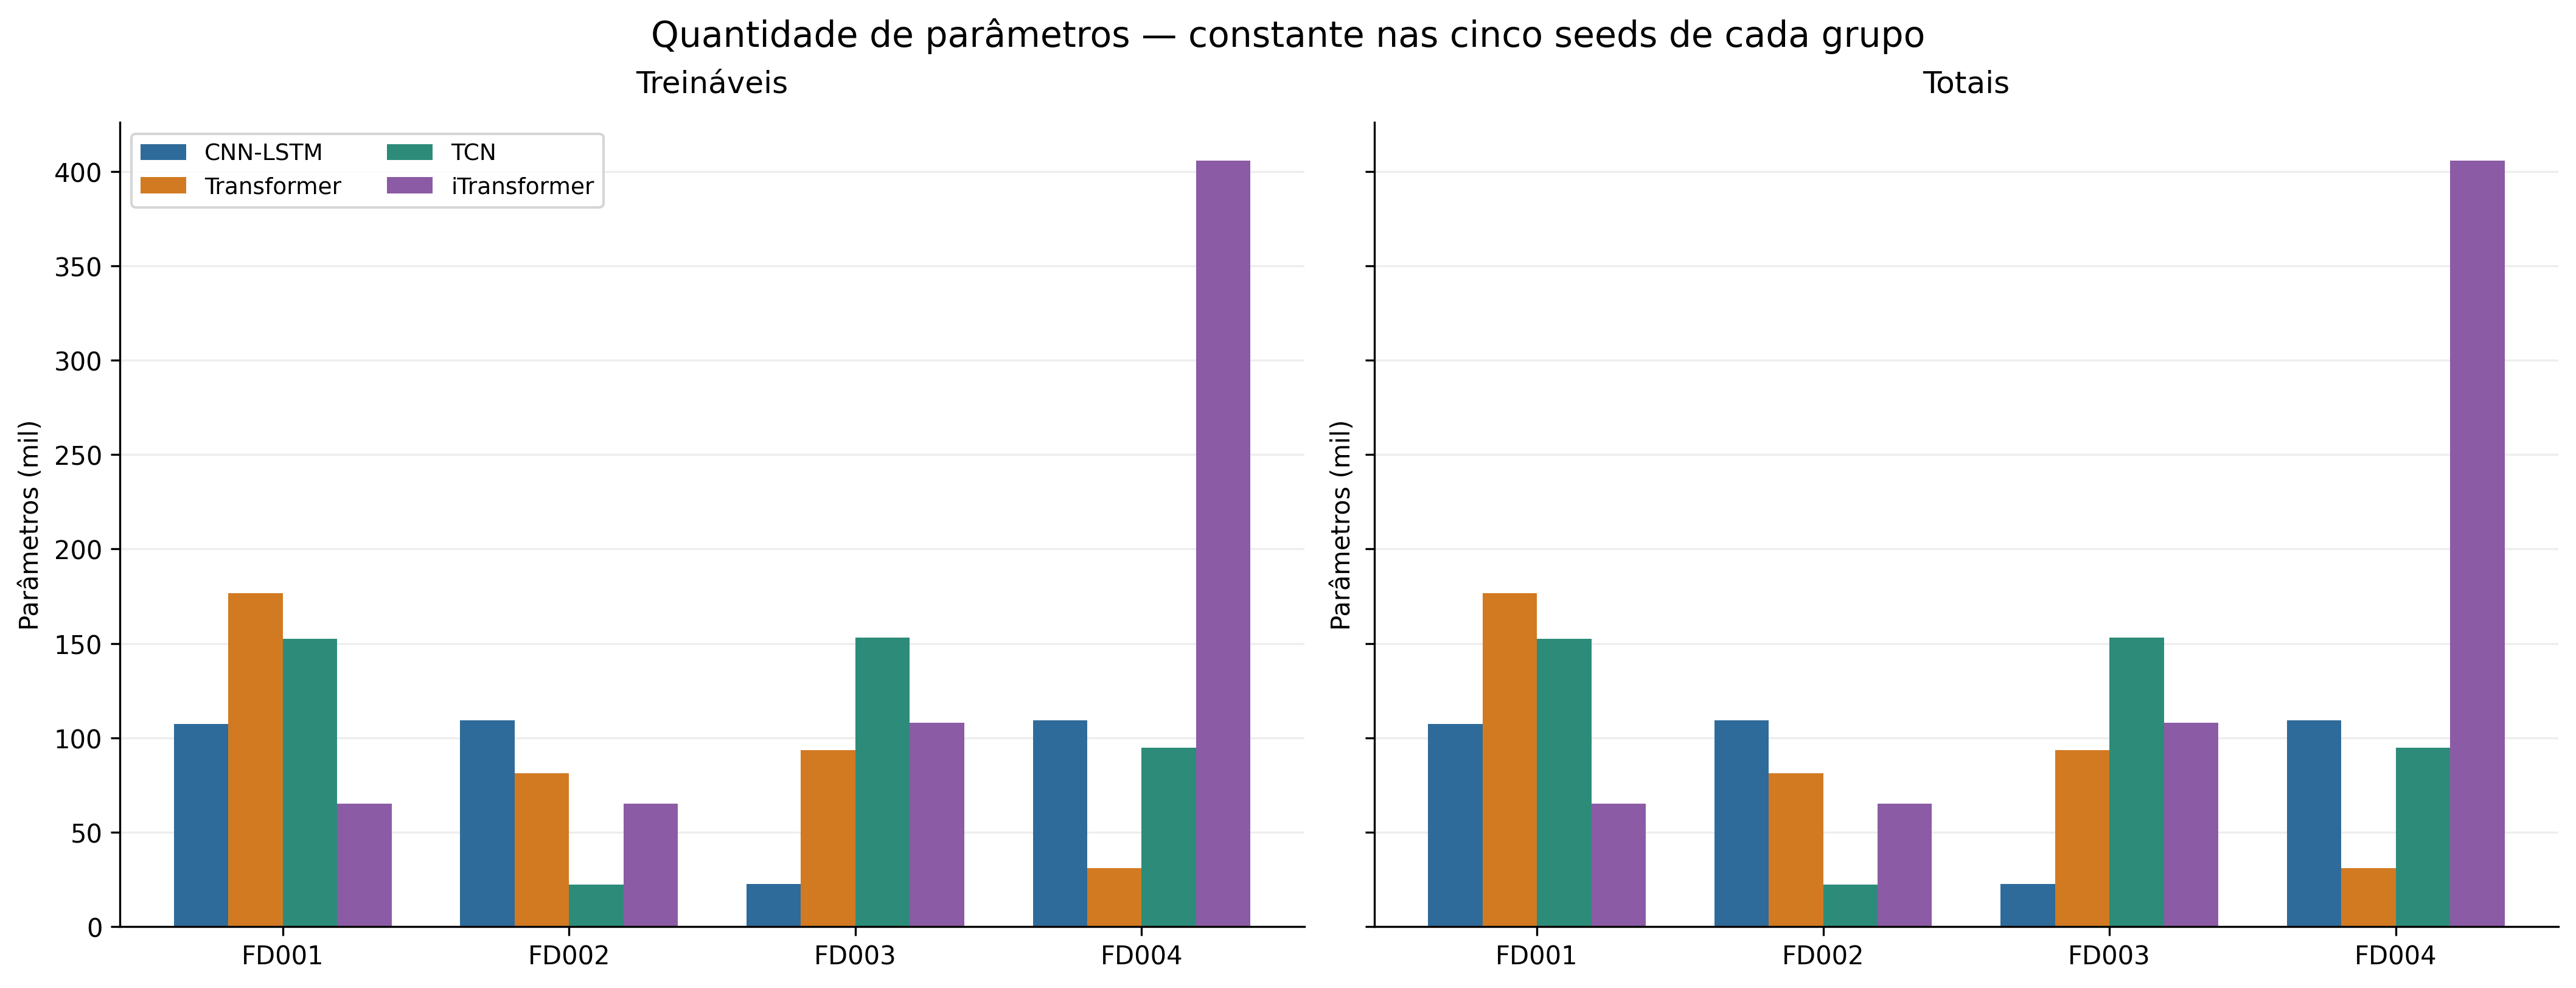 Quantidade de parâmetros — constante nas cinco seeds de cada grupo
Treináveis
CNN-LSTM
Transformer
TCN
iTransformer
Parâmetros (mil)
400
350
300
250
200
150
100
50
0
FD001
FD002
FD003
FD004
Totais
Parâmetros (mil)
FD001
FD002
FD003
FD004